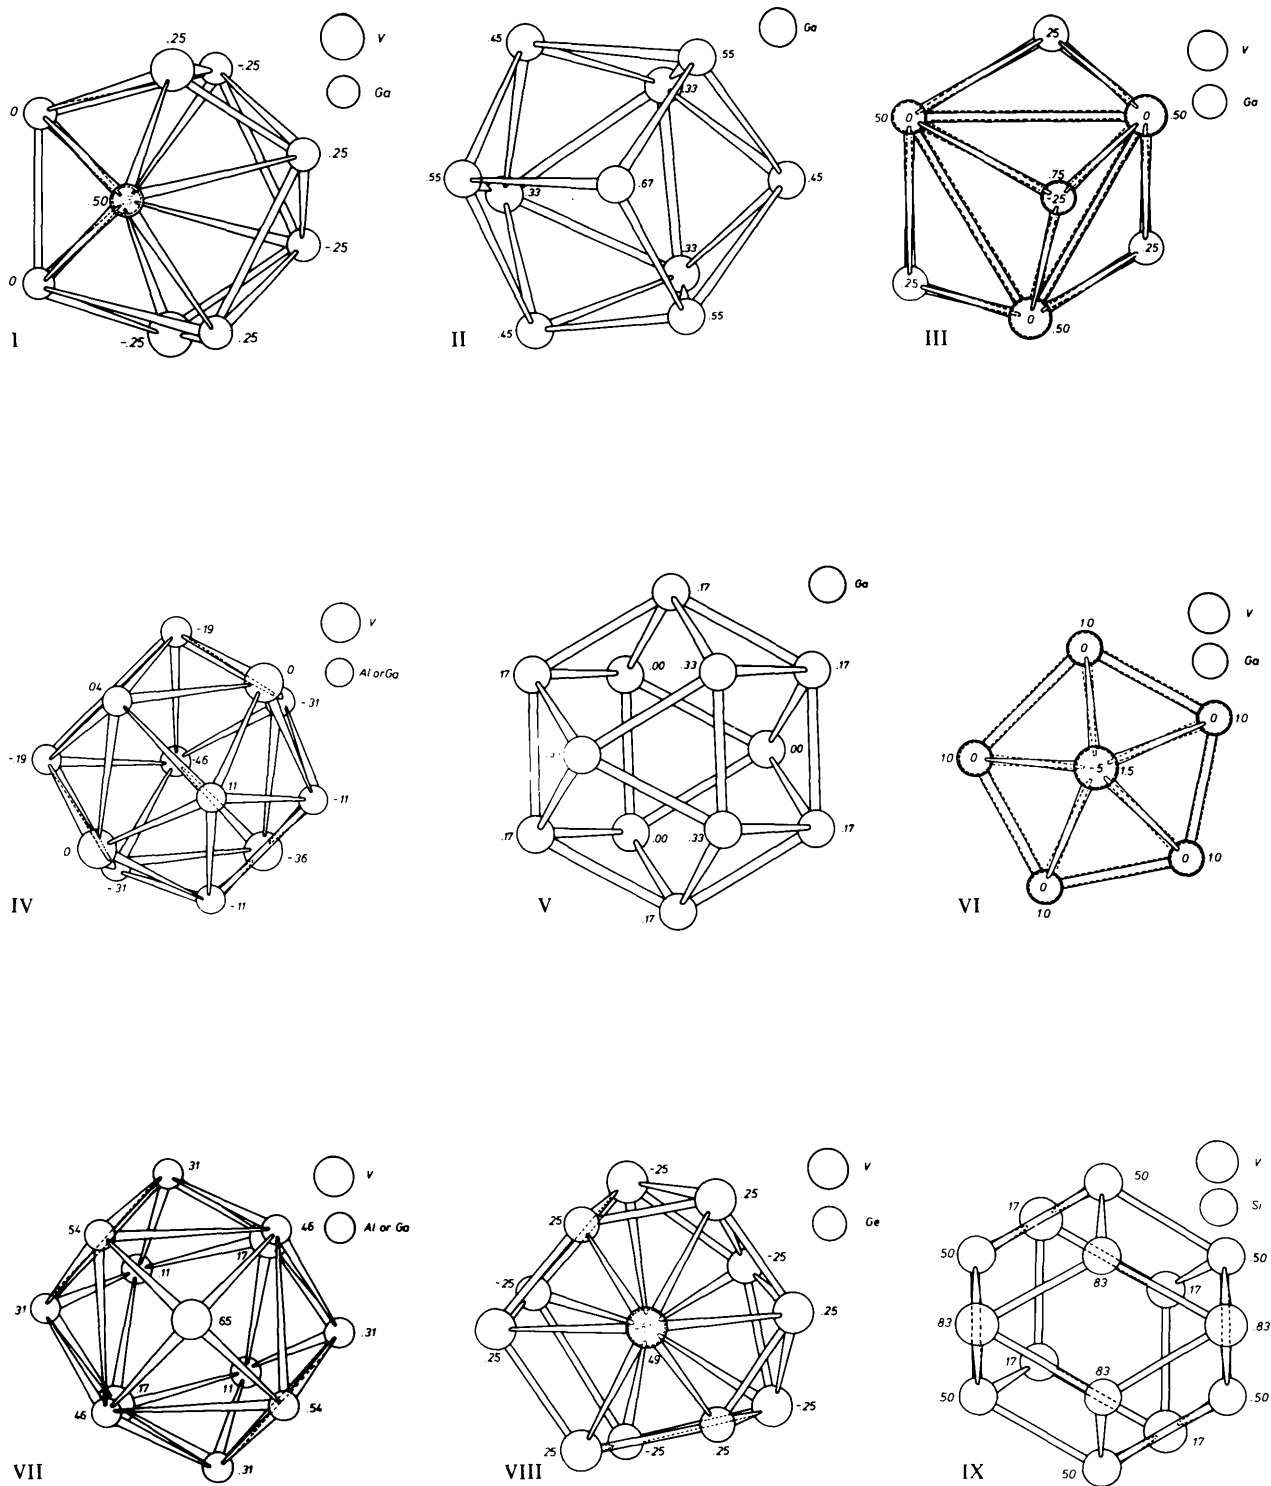 .25 -.25 V .45 .55 Ga .25 V
0 Ga .33 50 0 0 .50 Ga
.25 .55 .67 .45 .75
50 .33 -.25
-.25 .33 .25 .25
0 0 .50
-.25 .25 .45 .55
I II III
-19 V .17 Ga V
04 0 Al or Ga 10 0 Ga
-31 17 .00 .33 .17
-19 -46 10 0 0 10
11 -11 00 -5 1.5
0 -36 .17 .00 .33 .17 0 10
-31 -11 0
IV V .17 VI 10
31 V -.25 .25 V V
54 46 Al or Ga 25 Ge 17 50 Si
17 11 -.25 -.25 50 .50
31 65 .31 .25 83 17
.25 49 83 .83
17 11 17 83
46 .54 -.25 50 .50
25 -.25 .25 17
VII .31 VIII IX 50